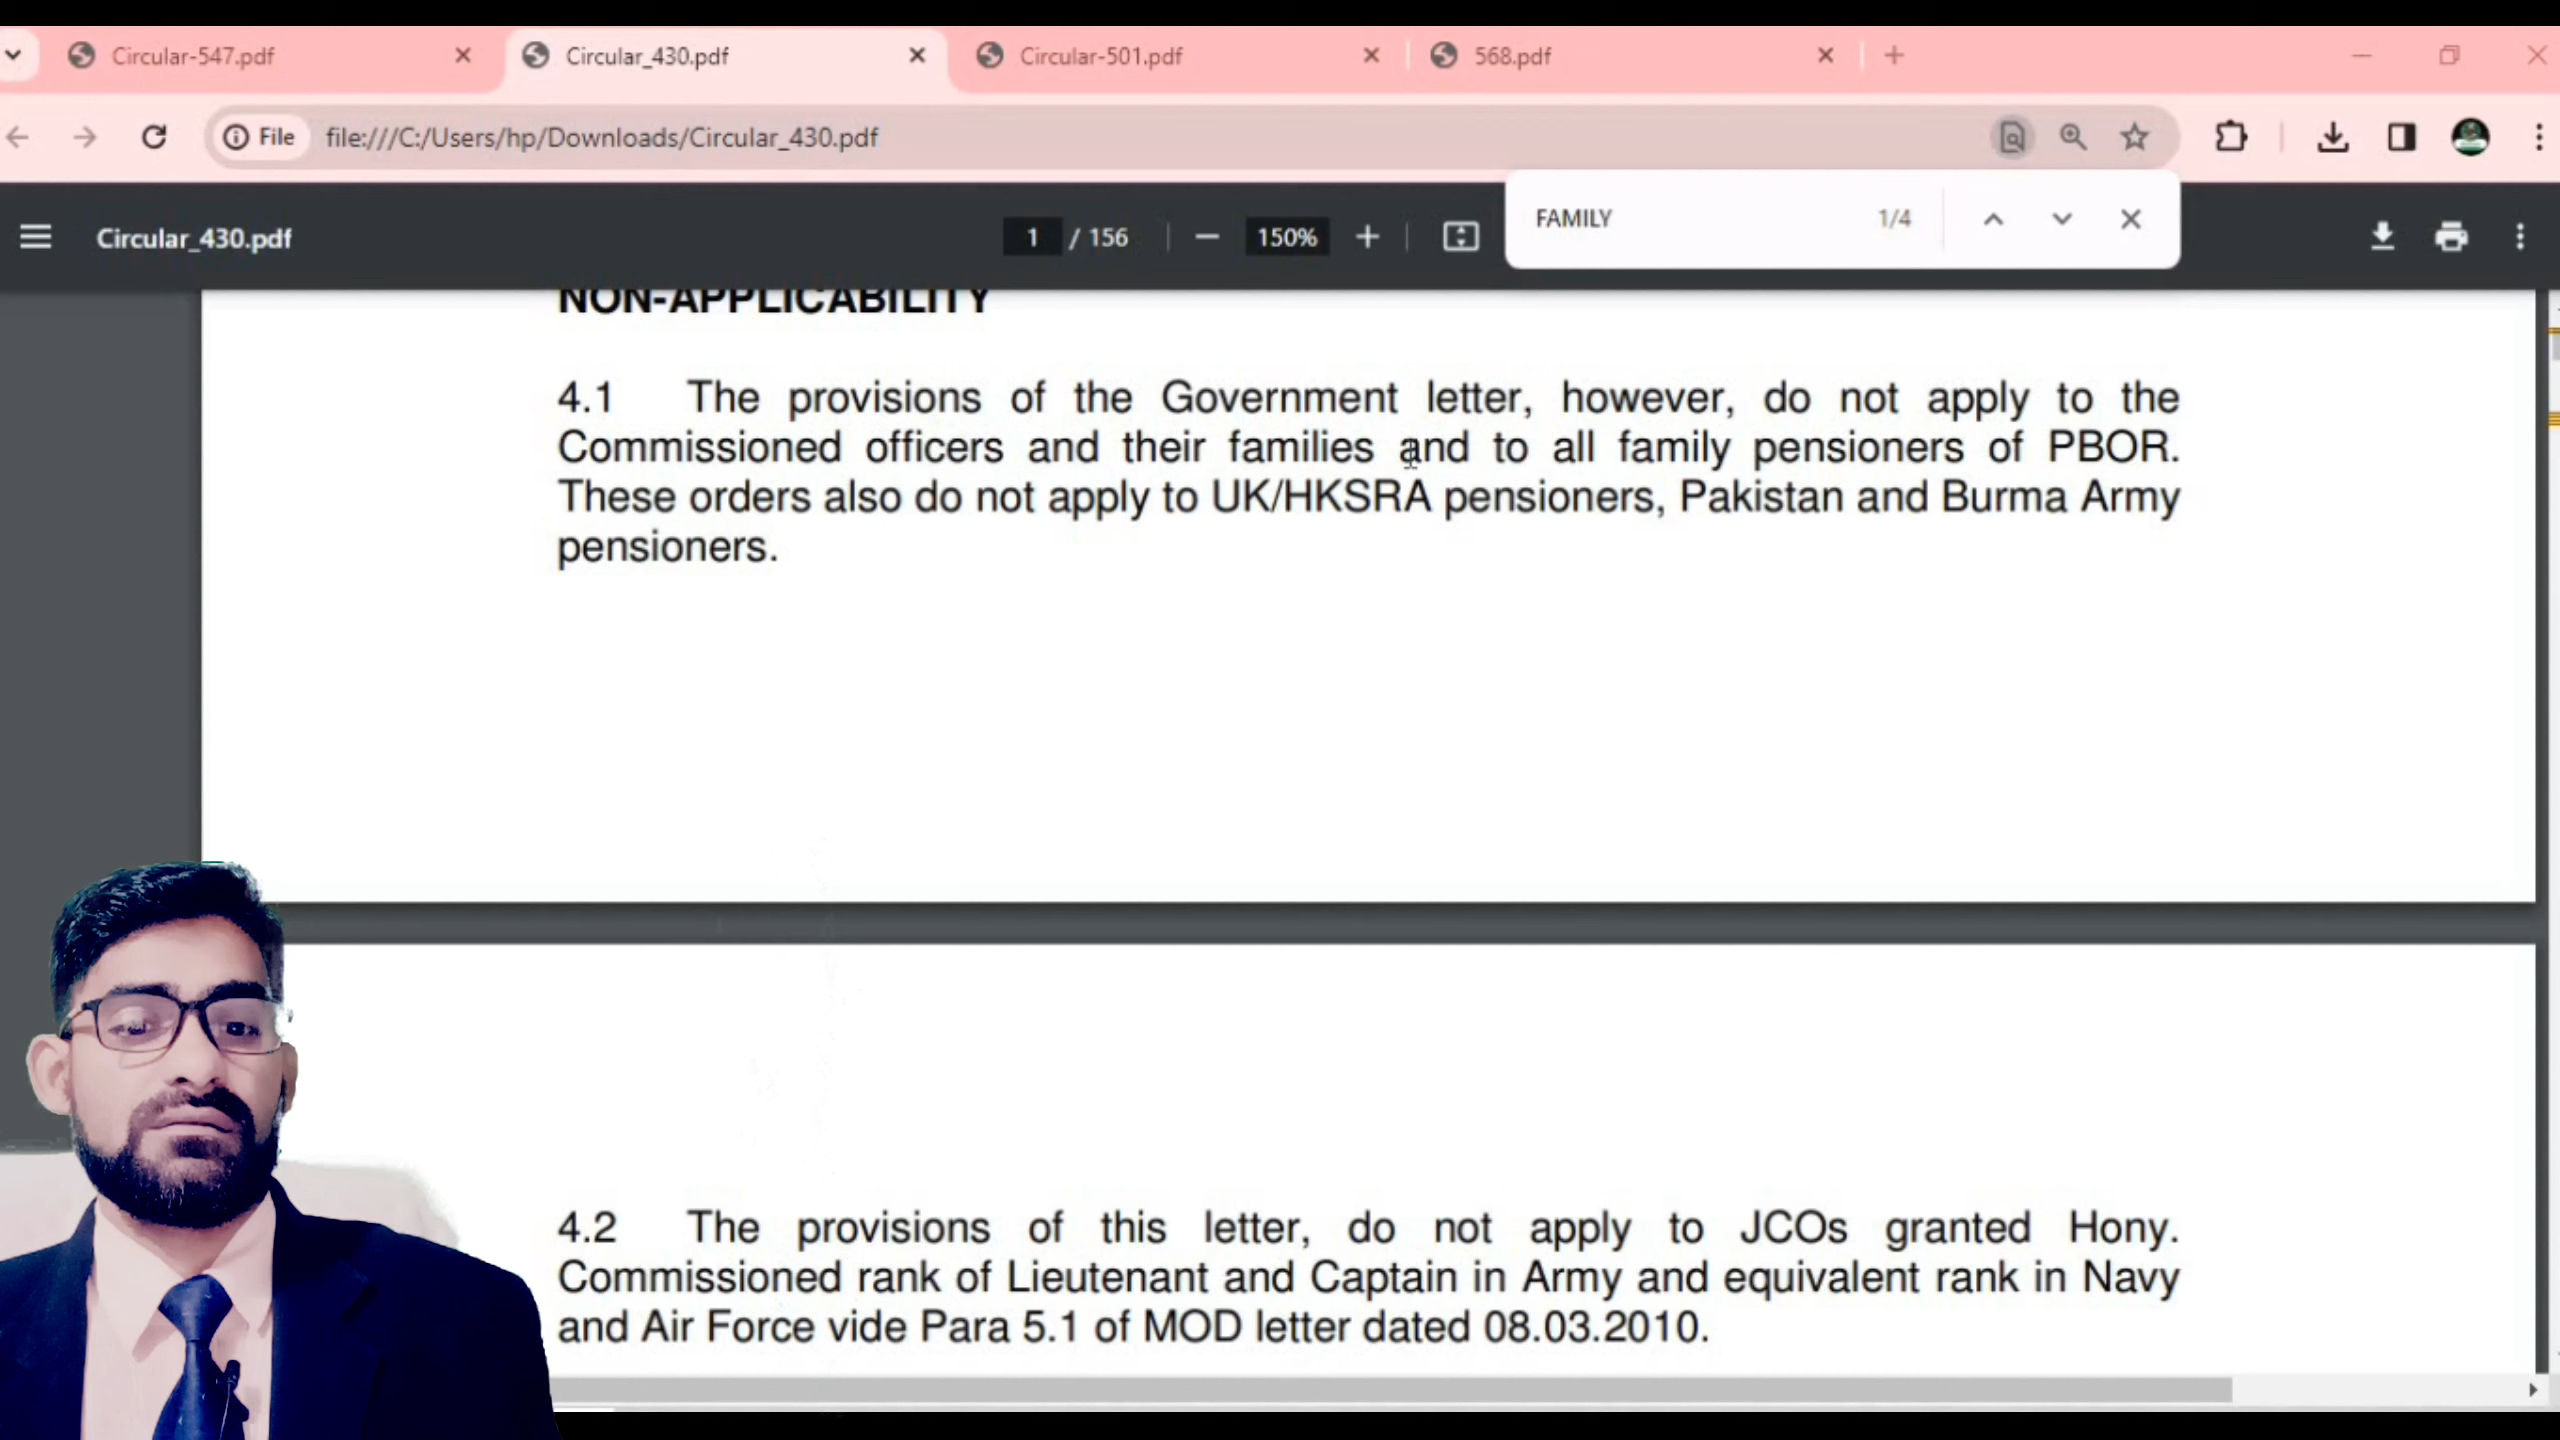 Circular-547.pdf
Circular_430.pdf
Circular-501.pdf
568.pdf
File
file:///C:/Users/hp/Downloads/Circular_430.pdf
Circular_430.pdf
1 / 156
150%
FAMILY
1/4
NON-APPLICABILITY
4.1 The provisions of the Government letter, however, do not apply to the
Commissioned officers and their families and to all family pensioners of PBOR.
These orders also do not apply to UK/HKSRA pensioners, Pakistan and Burma Army
pensioners.
4.2 The provisions of this letter, do not apply to JCOs granted Hony.
Commissioned rank of Lieutenant and Captain in Army and equivalent rank in Navy
and Air Force vide Para 5.1 of MOD letter dated 08.03.2010.